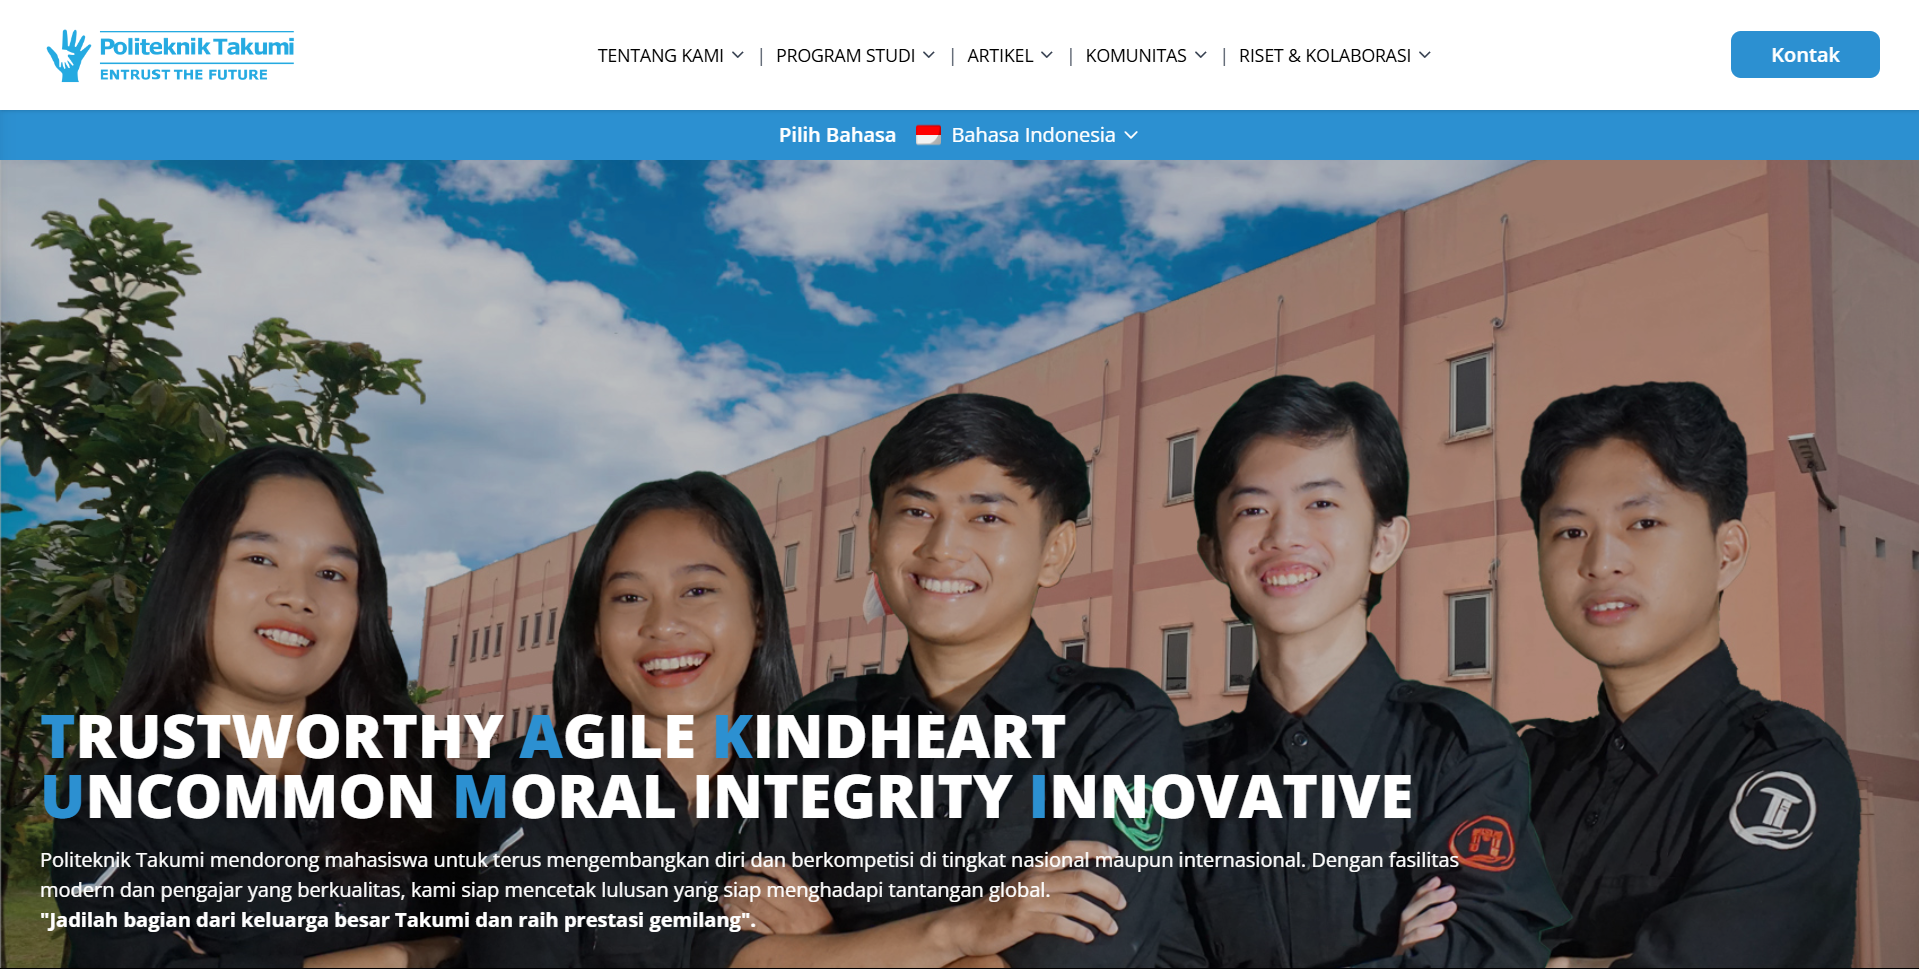 Politeknik Takumi
ENTRUST THE FUTURE
TENTANG KAMI | PROGRAM STUDI | ARTIKEL | KOMUNITAS | RISET & KOLABORASI
Kontak
Pilih Bahasa Bahasa Indonesia
TRUSTWORTHY AGILE KINDHEART
UNCOMMON MORAL INTEGRITY INNOVATIVE
Politeknik Takumi mendorong mahasiswa untuk terus mengembangkan diri dan berkompetisi di tingkat nasional maupun internasional. Dengan fasilitas
modern dan pengajar yang berkualitas, kami siap mencetak lulusan yang siap menghadapi tantangan global.
"Jadilah bagian dari keluarga besar Takumi dan raih prestasi gemilang".